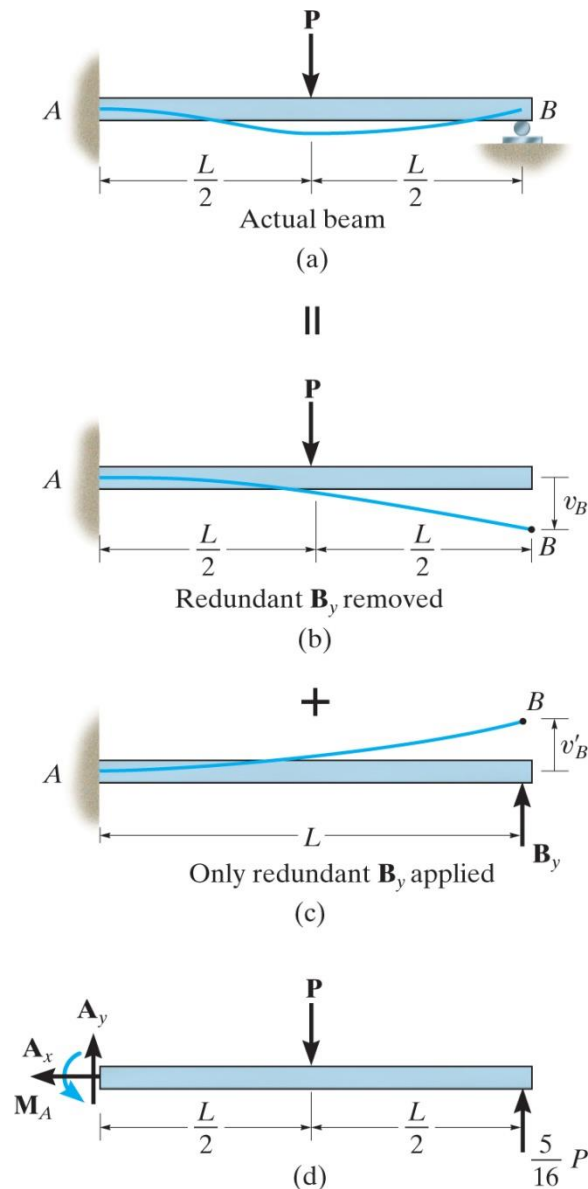 P
A B
L/2 L/2
Actual beam
(a)
=
P
A
v_B
L/2 L/2 B
Redundant B_y removed
(b)
+
B
v'_B
A
L
B_y
Only redundant B_y applied
(c)
P
A_y
A_x
M_A
L/2 L/2
5/16 P
(d)